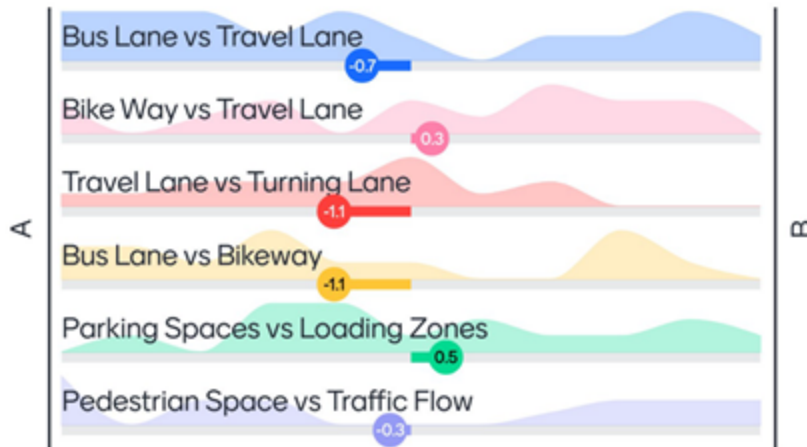 Bus Lane vs Travel Lane
-0.7
Bike Way vs Travel Lane
0.3
Travel Lane vs Turning Lane
-1.1
A
B
Bus Lane vs Bikeway
-1.1
Parking Spaces vs Loading Zones
0.5
Pedestrian Space vs Traffic Flow
-0.3